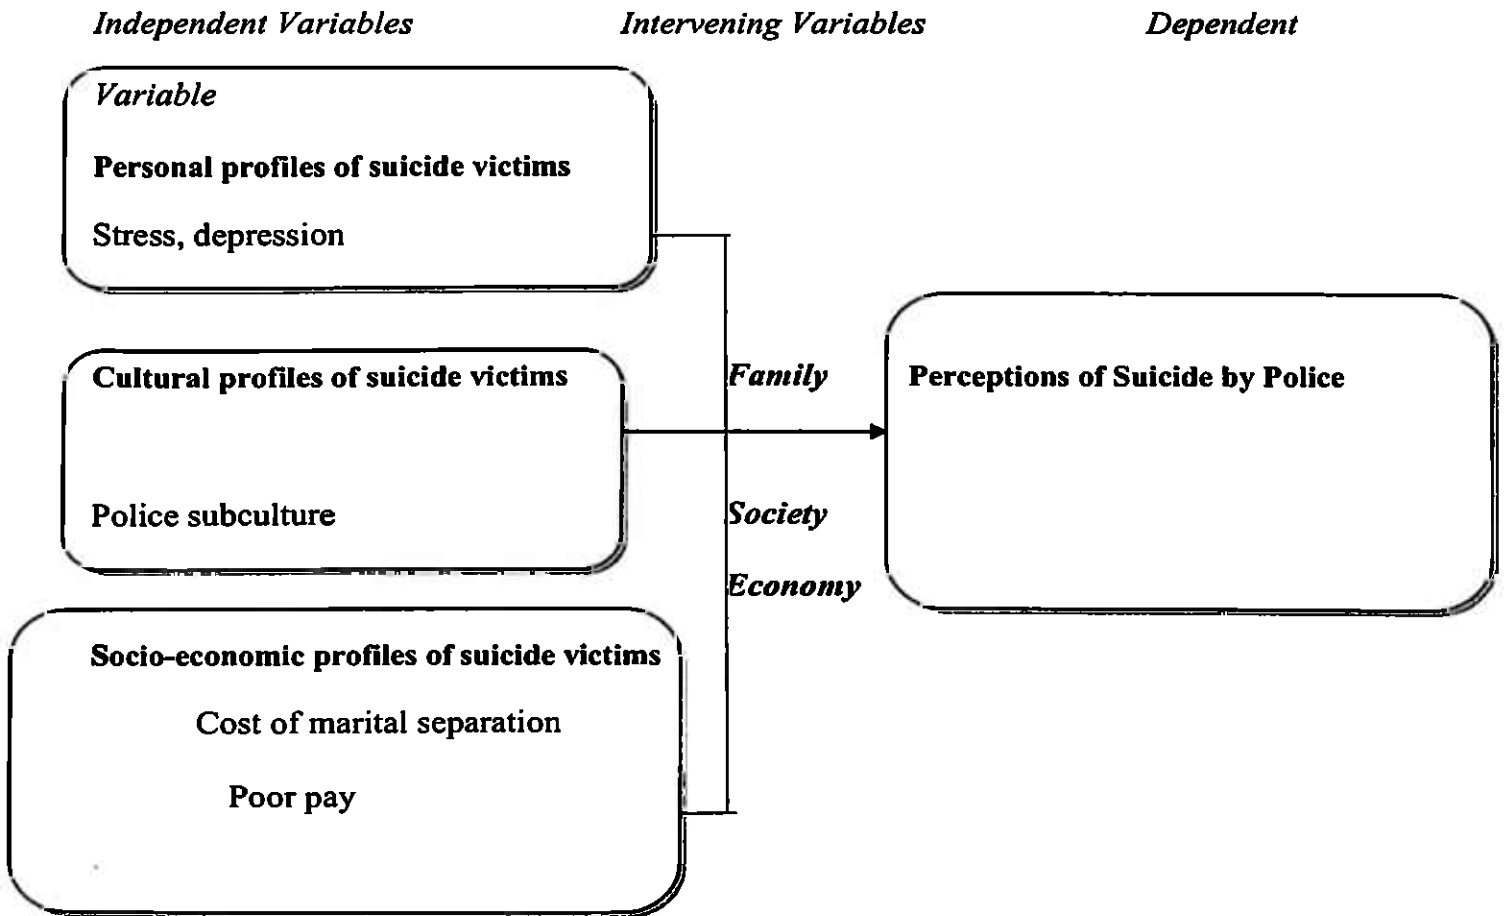 Independent Variables Intervening Variables Dependent
Variable
Personal profiles of suicide victims
Stress, depression
Cultural profiles of suicide victims
Police subculture
Socio-economic profiles of suicide victims
Cost of marital separation
Poor pay
Family
Society
Economy
Perceptions of Suicide by Police